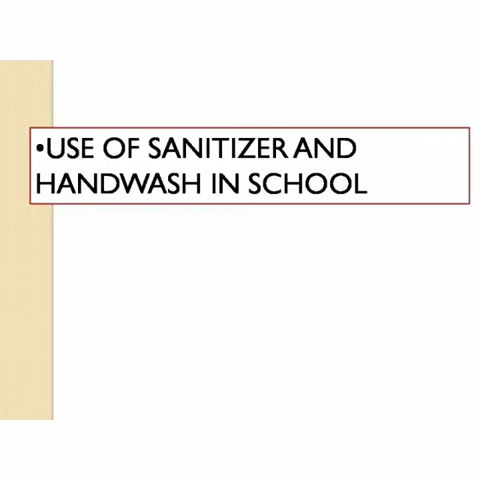 •USE OF SANITIZER AND
HANDWASH IN SCHOOL